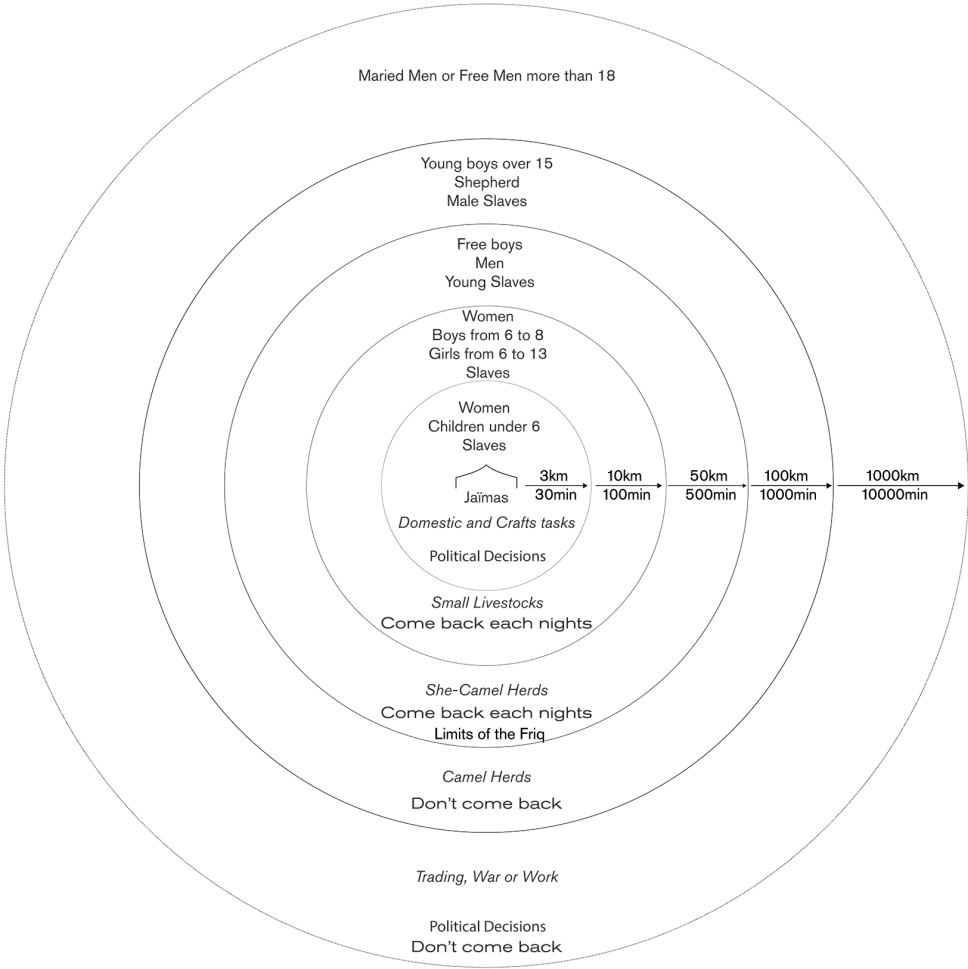 Maried Men or Free Men more than 18
Young boys over 15
Shepherd
Male Slaves
Free boys
Men
Young Slaves
Women
Boys from 6 to 8
Girls from 6 to 13
Slaves
Women
Children under 6
Slaves
Jaïmas
3km
30min
10km
100min
50km
500min
100km
1000min
1000km
10000min
Domestic and Crafts tasks
Political Decisions
Small Livestocks
Come back each nights
She-Camel Herds
Come back each nights
Limits of the Friq
Camel Herds
Don't come back
Trading, War or Work
Political Decisions
Don't come back